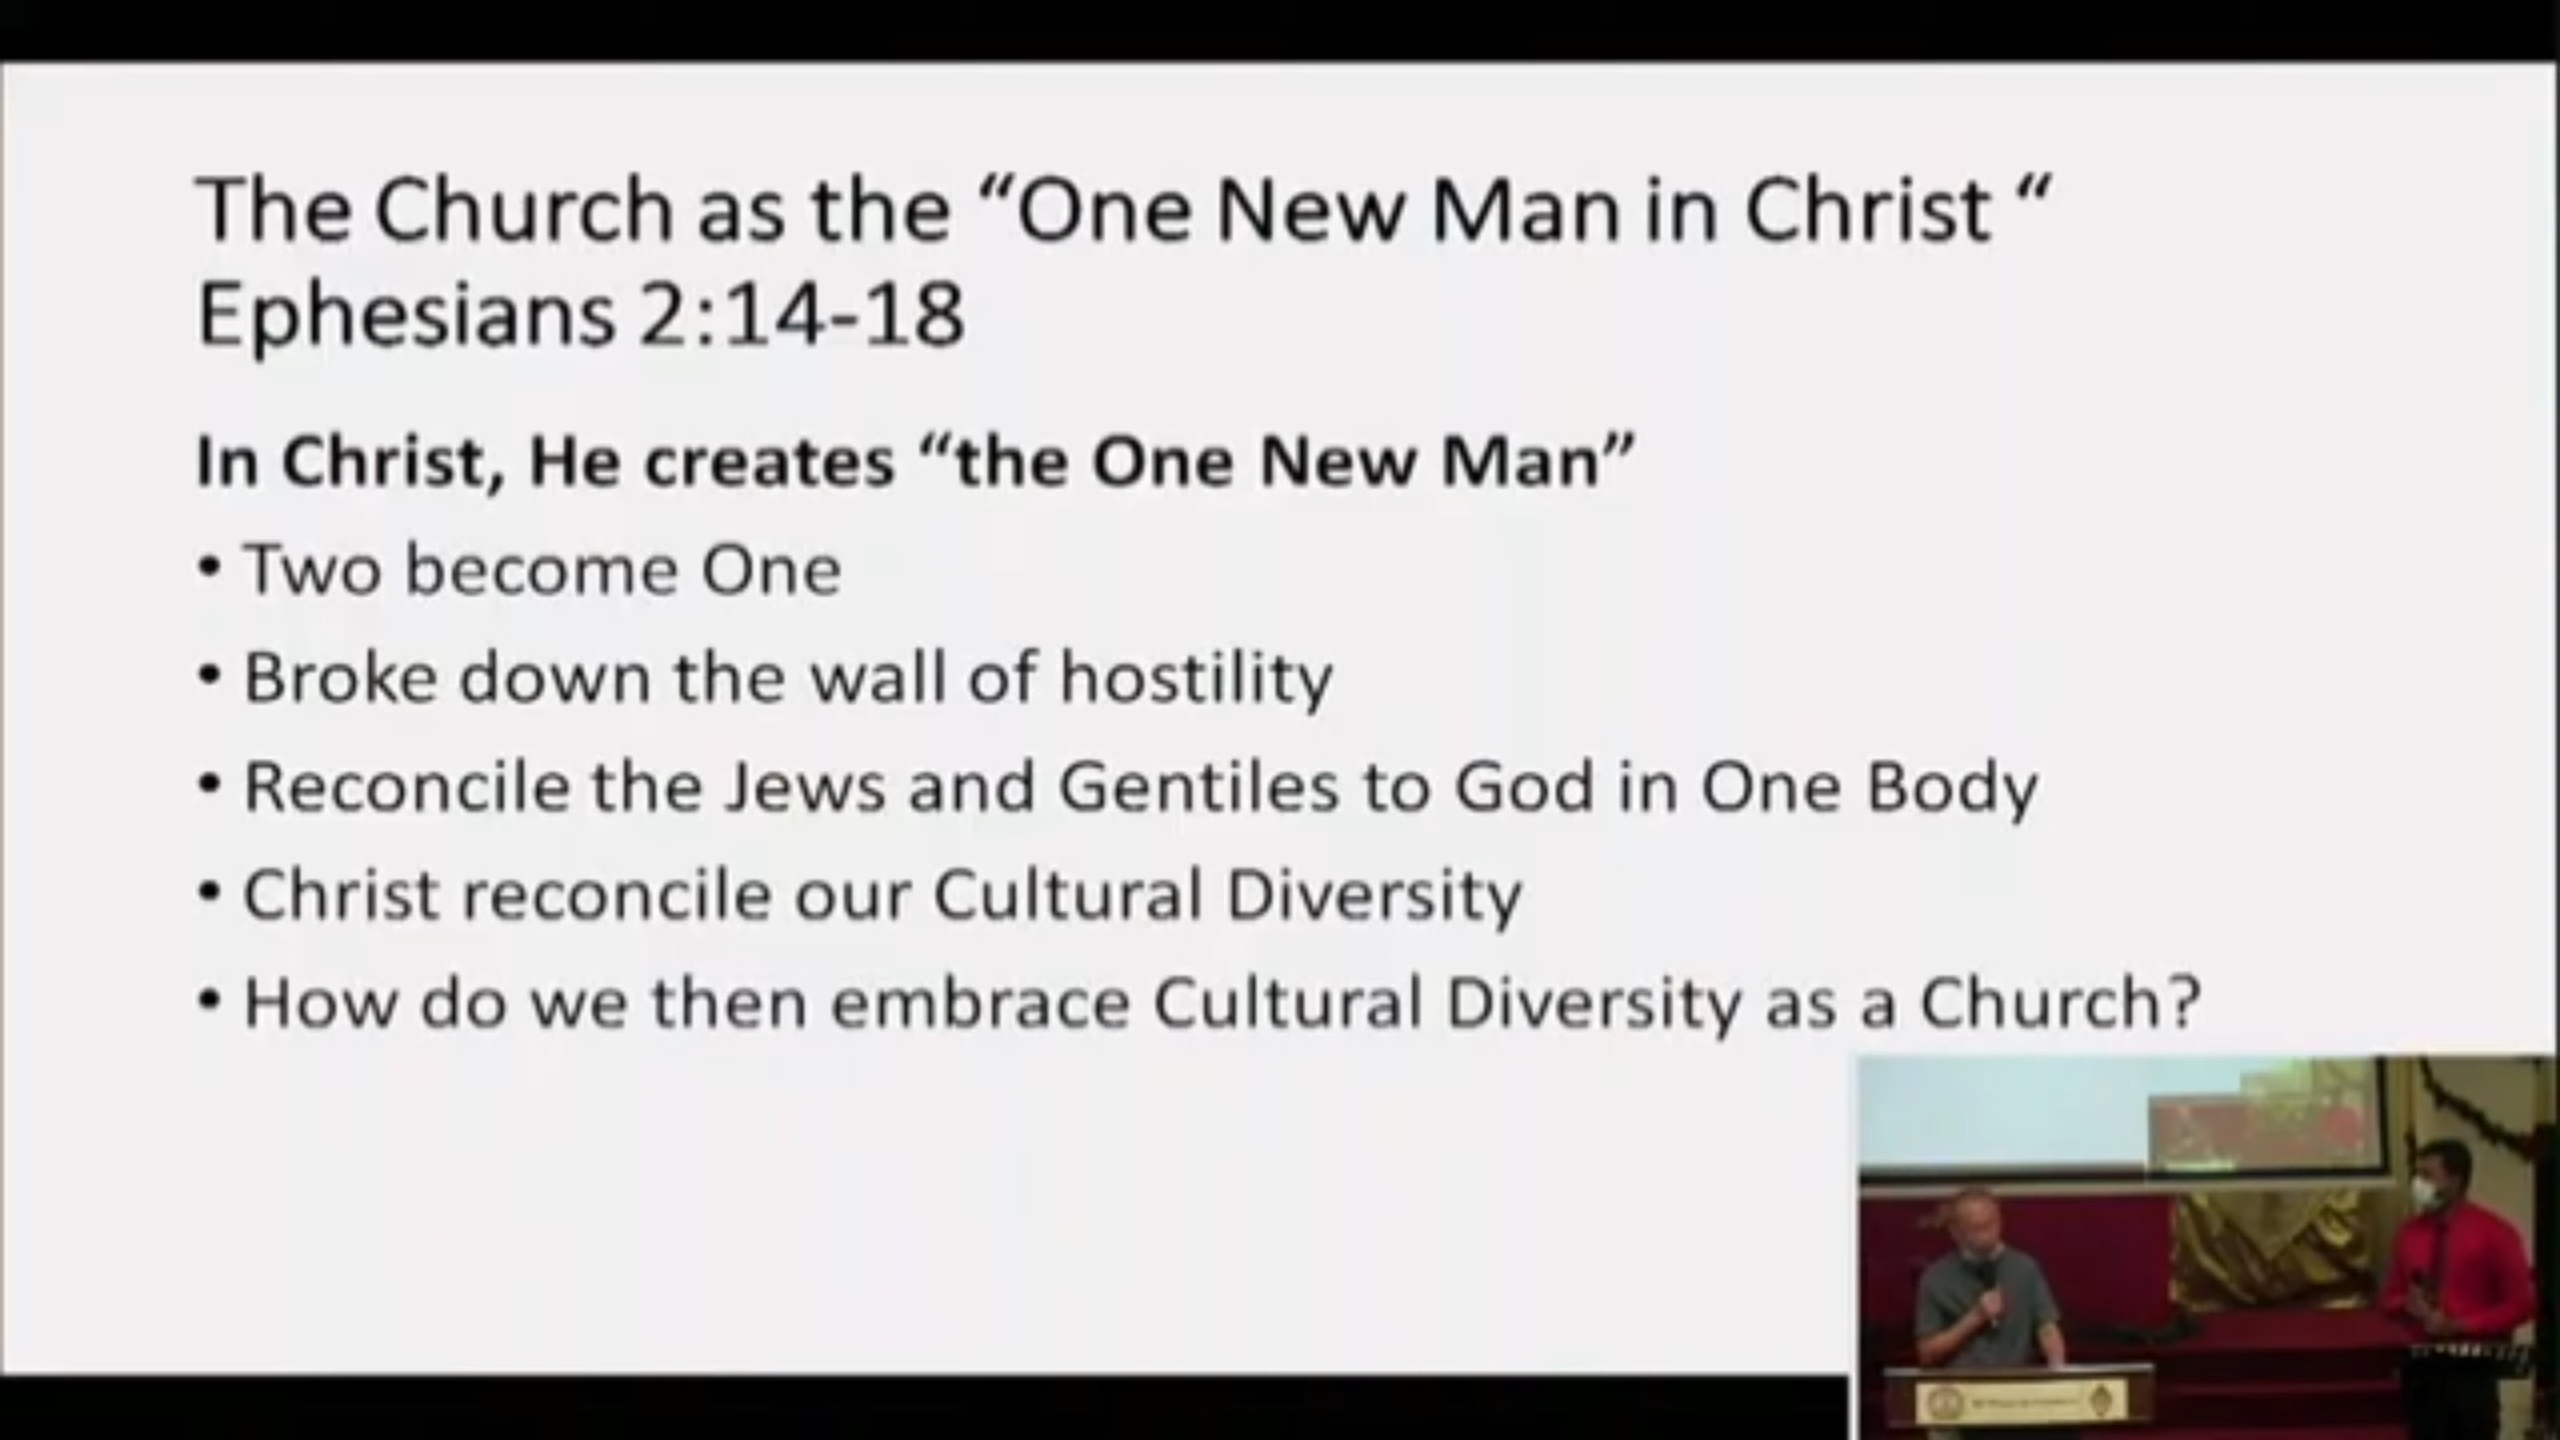 The Church as the “One New Man in Christ “
Ephesians 2:14-18
In Christ, He creates “the One New Man”
• Two become One
• Broke down the wall of hostility
• Reconcile the Jews and Gentiles to God in One Body
• Christ reconcile our Cultural Diversity
• How do we then embrace Cultural Diversity as a Church?